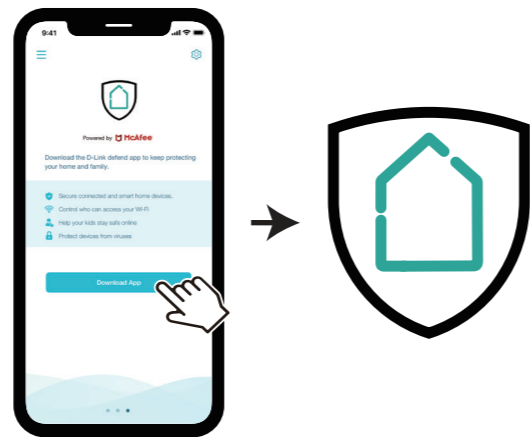 9:41
Powered by McAfee
Download the D-Link defend app to keep protecting
your home and family.
Secure connected and smart home devices.
Control who can access your Wi-Fi
Help your kids stay safe online
Protect devices from viruses
Download App